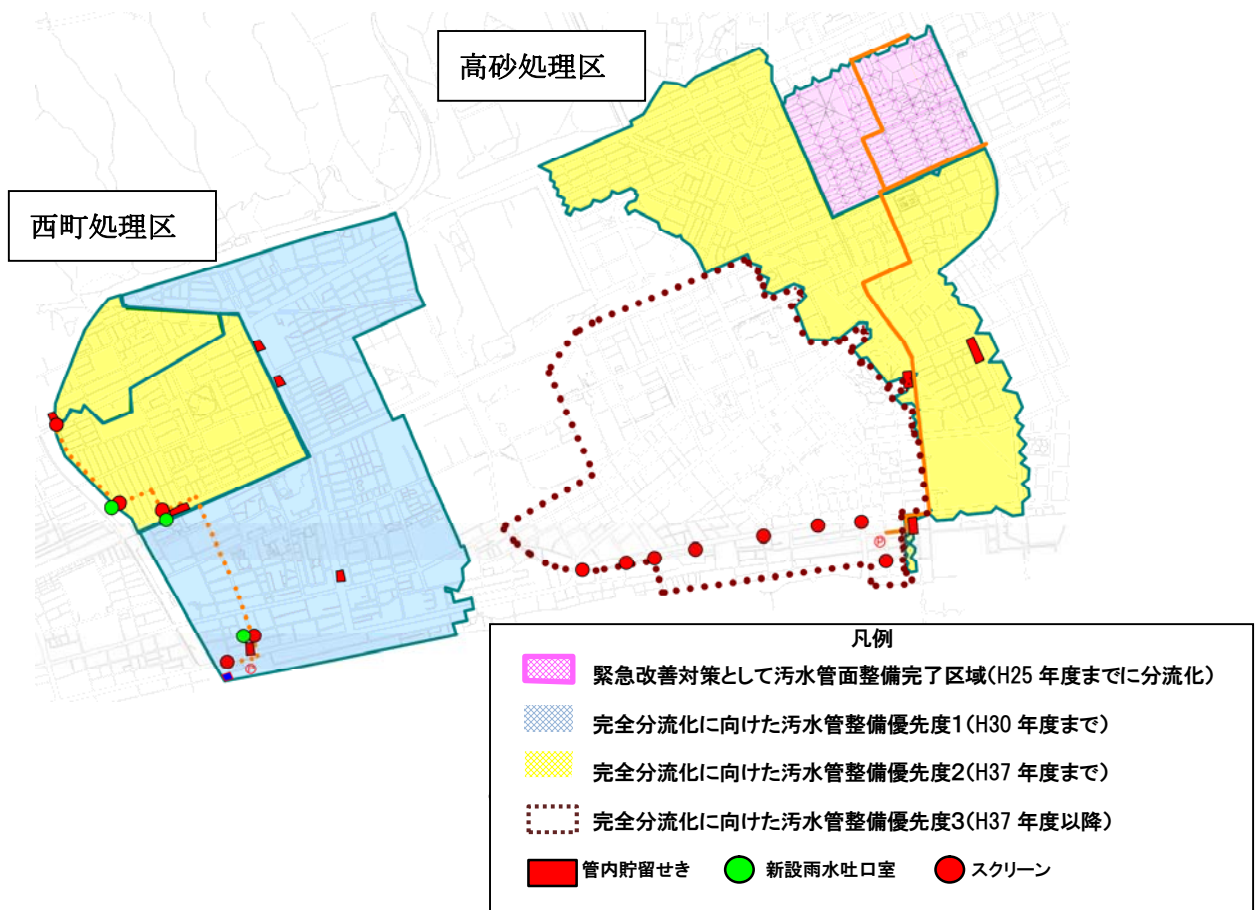 高砂処理区
西町処理区
凡例
緊急改善対策として汚水管面整備完了区域(H25 年度までに分流化)
完全分流化に向けた汚水管整備優先度1(H30 年度まで)
完全分流化に向けた汚水管整備優先度2(H37 年度まで)
完全分流化に向けた汚水管整備優先度3(H37 年度以降)
管内貯留せき 新設雨水吐口室 スクリーン
P
P